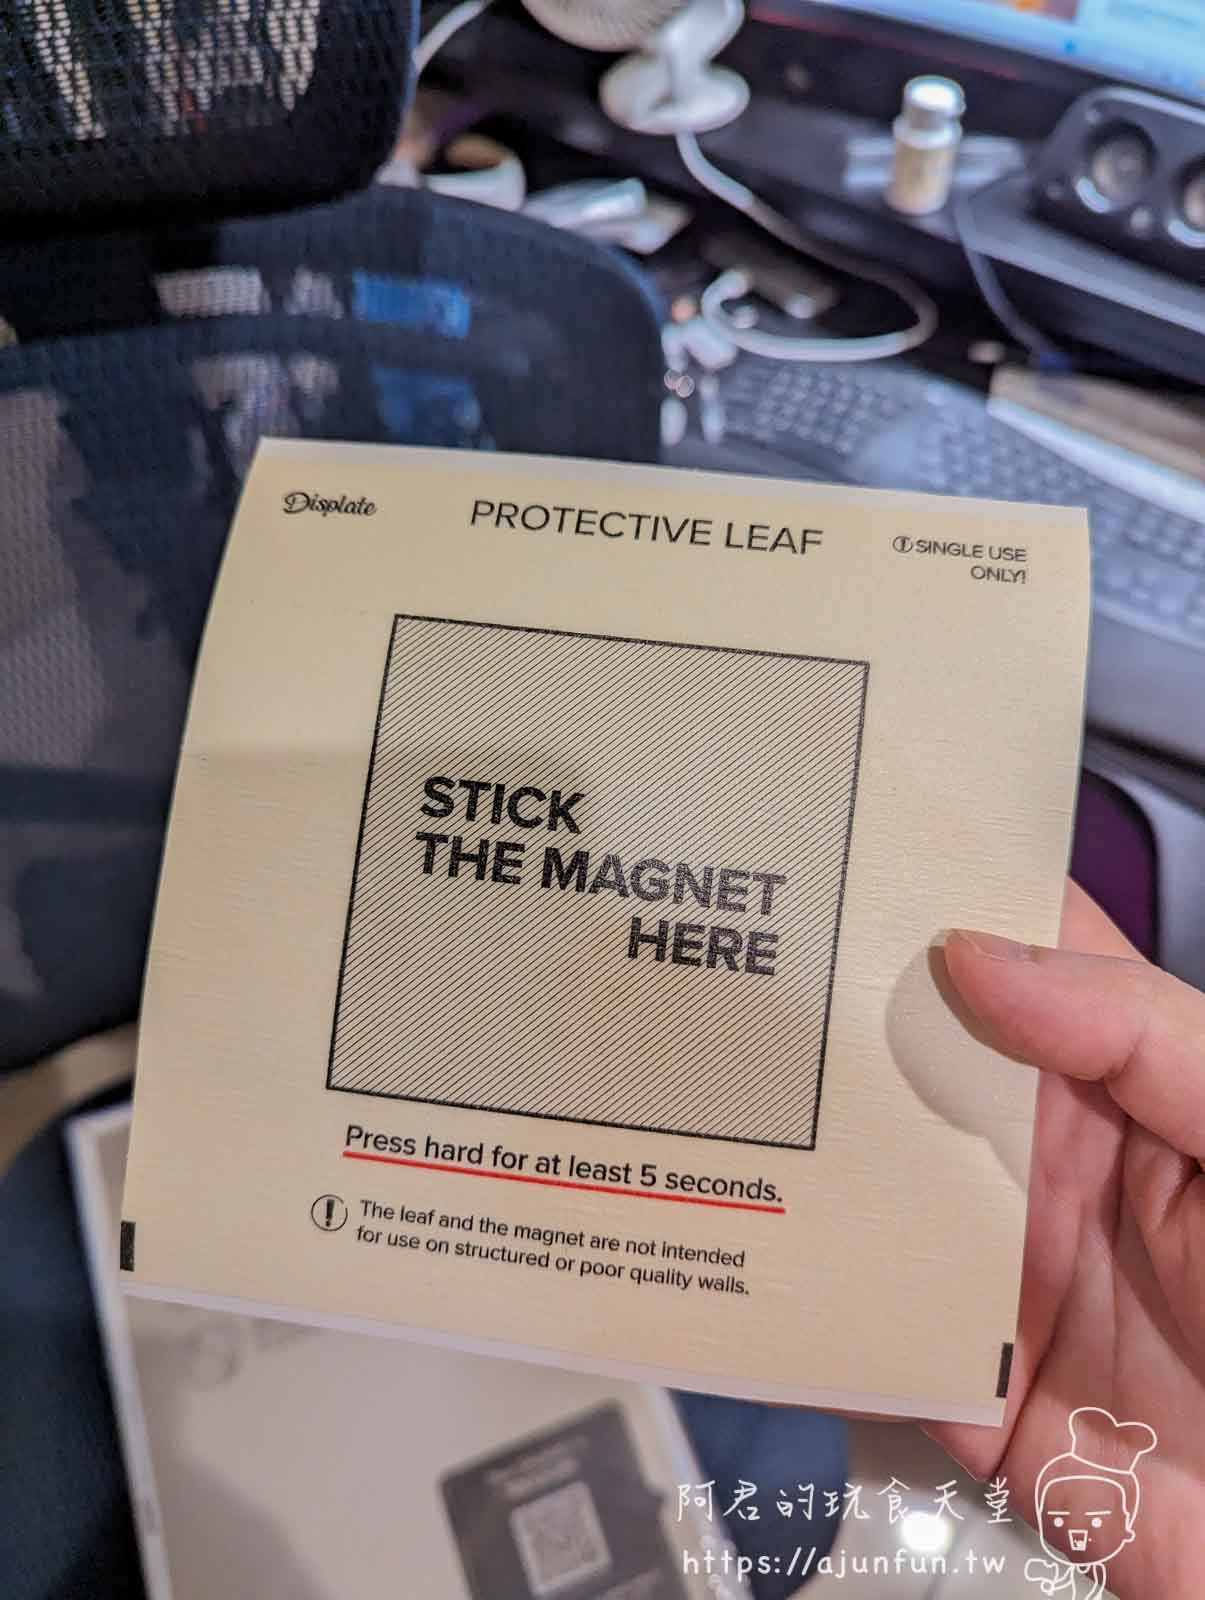 Displate
PROTECTIVE LEAF
SINGLE USE
ONLY!
STICK
THE MAGNET
HERE
Press hard for at least 5 seconds.
The leaf and the magnet are not intended
for use on structured or poor quality walls.
阿君的玩食天堂
https://ajunfun.tw